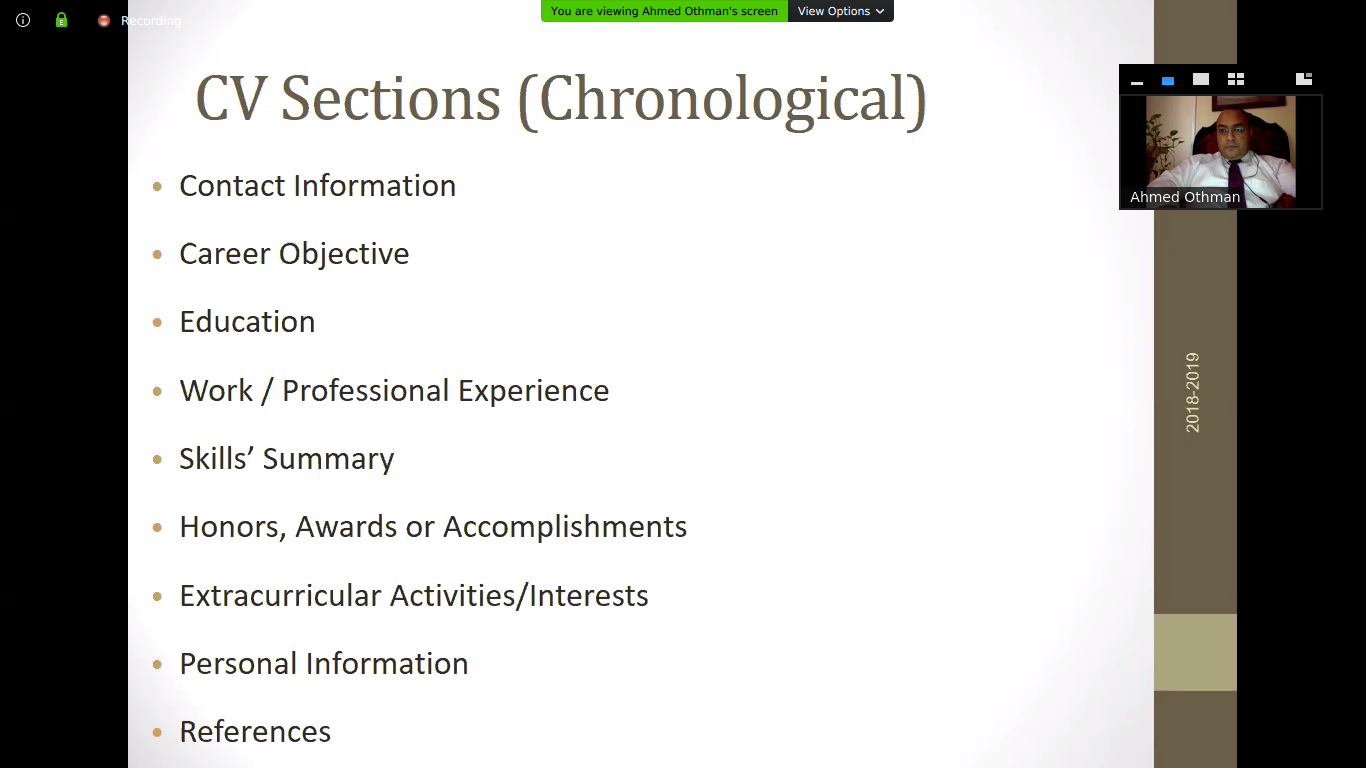 Recording
You are viewing Ahmed Othman's screen
View Options
CV Sections (Chronological)
• Contact Information
• Career Objective
• Education
• Work / Professional Experience
• Skills’ Summary
• Honors, Awards or Accomplishments
• Extracurricular Activities/Interests
• Personal Information
• References
Ahmed Othman
2018-2019